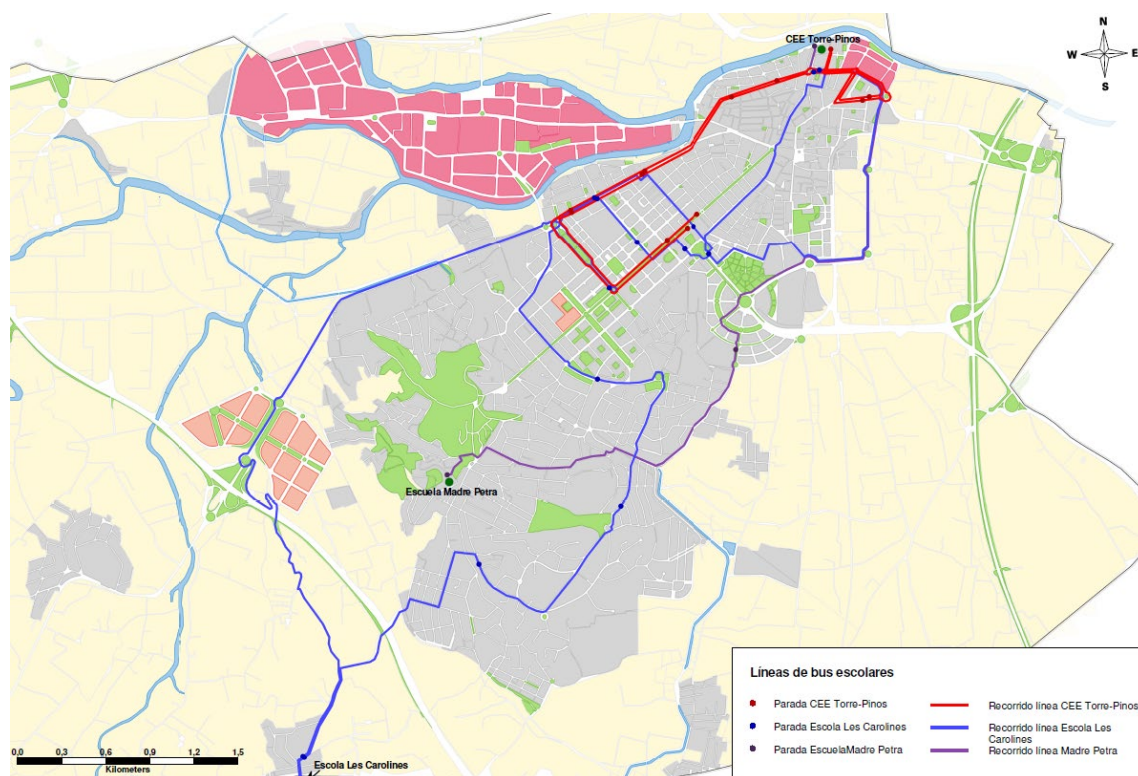 CEE Torre-Pinos
N
W
E
S
Escuela Madre Petra
Escola Les Carolines
0,0
0,3
0,6
0,9
1,2
1,5
Kilometers
Líneas de bus escolares
Parada CEE Torre-Pinos
Recorrido línea CEE Torre-Pinos
Parada Escola Les Carolines
Recorrido línea Escola Les
Carolines
Parada EscuelaMadre Petra
Recorrido línea Madre Petra